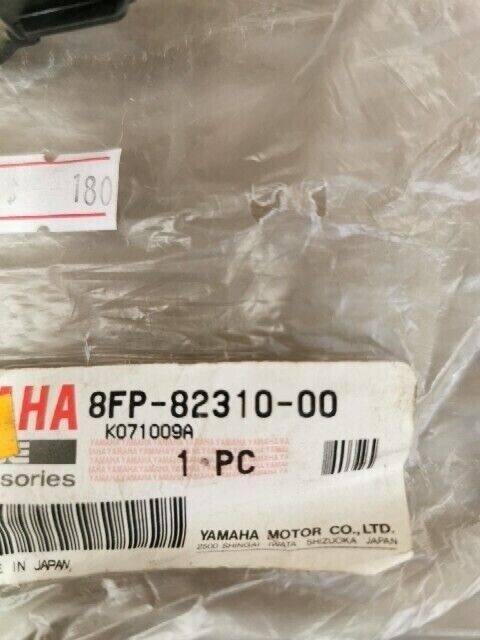 180
AHA 8FP-82310-00
K071009A
1 PC
sories
YAMAHA MOTOR CO.,LTD.
2500 SHINGAI IWATA SHIZUOKA JAPAN
IN JAPAN